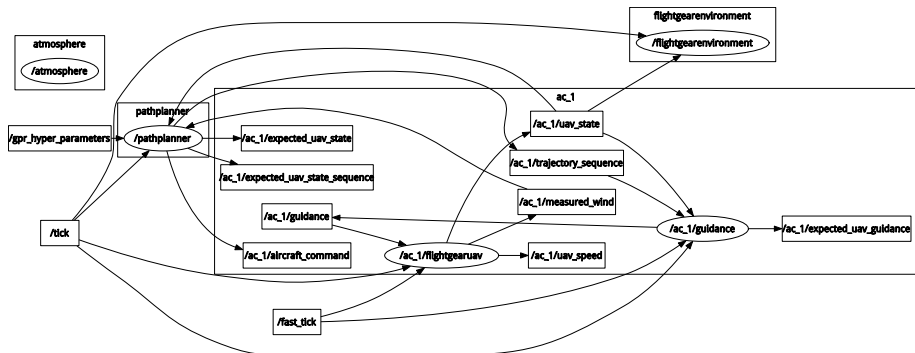 flightgearenvironment
/flightgearenvironment
atmosphere
/atmosphere
ac_1
pathplanner
/gpr_hyper_parameters
/pathplanner
/ac_1/expected_uav_state
/ac_1/uav_state
/ac_1/trajectory_sequence
/ac_1/expected_uav_state_sequence
/ac_1/measured_wind
/ac_1/guidance
/tick
/ac_1/guidance
/ac_1/expected_uav_guidance
/ac_1/aircraft_command
/ac_1/flightgearuav
/ac_1/uav_speed
/fast_tick